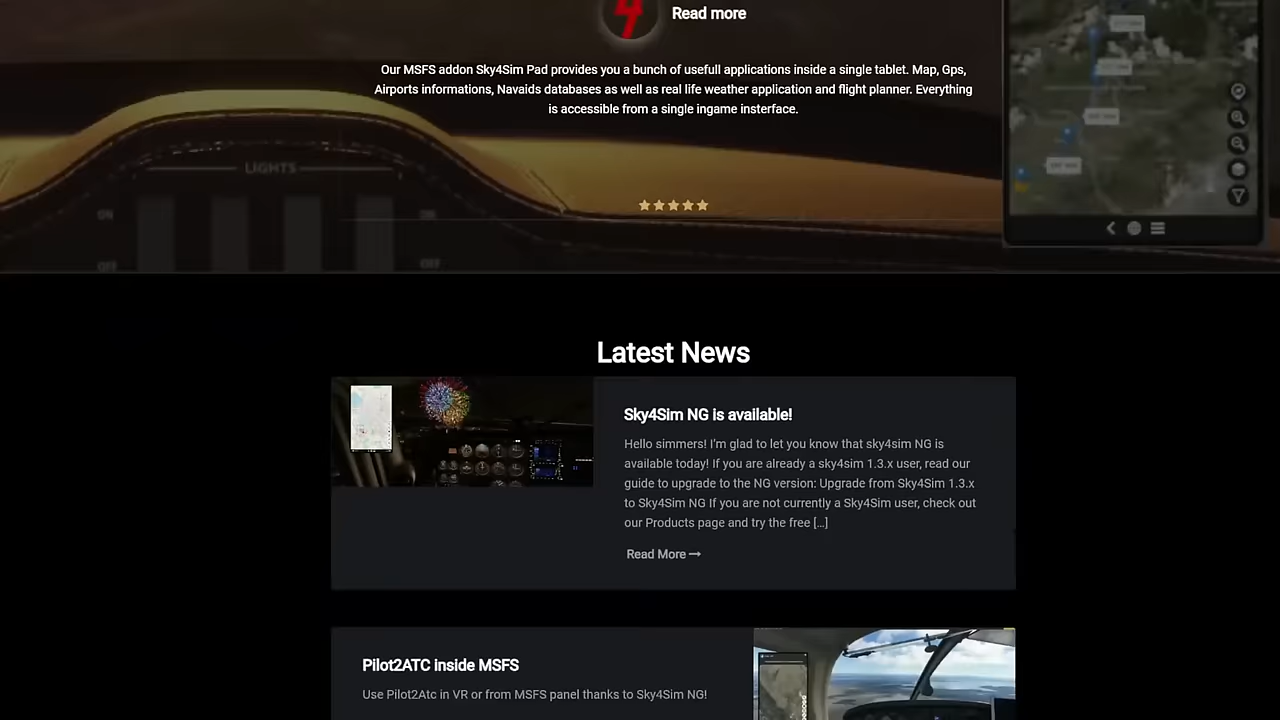 Read more
Our MSFS addon Sky4Sim Pad provides you a bunch of usefull applications inside a single tablet. Map, Gps,
Airports informations, Navaids databases as well as real life weather application and flight planner. Everything
is accessible from a single ingame insterface.
LIGHTS
ON
OFF
OFF
Latest News
Sky4Sim NG is available!
Hello simmers! I'm glad to let you know that sky4sim NG is
available today! If you are already a sky4sim 1.3.x user, read our
guide to upgrade to the NG version: Upgrade from Sky4Sim 1.3.x
to Sky4Sim NG If you are not currently a Sky4Sim user, check out
our Products page and try the free [...]
Read More
Pilot2ATC inside MSFS
Use Pilot2Atc in VR or from MSFS panel thanks to Sky4Sim NG!